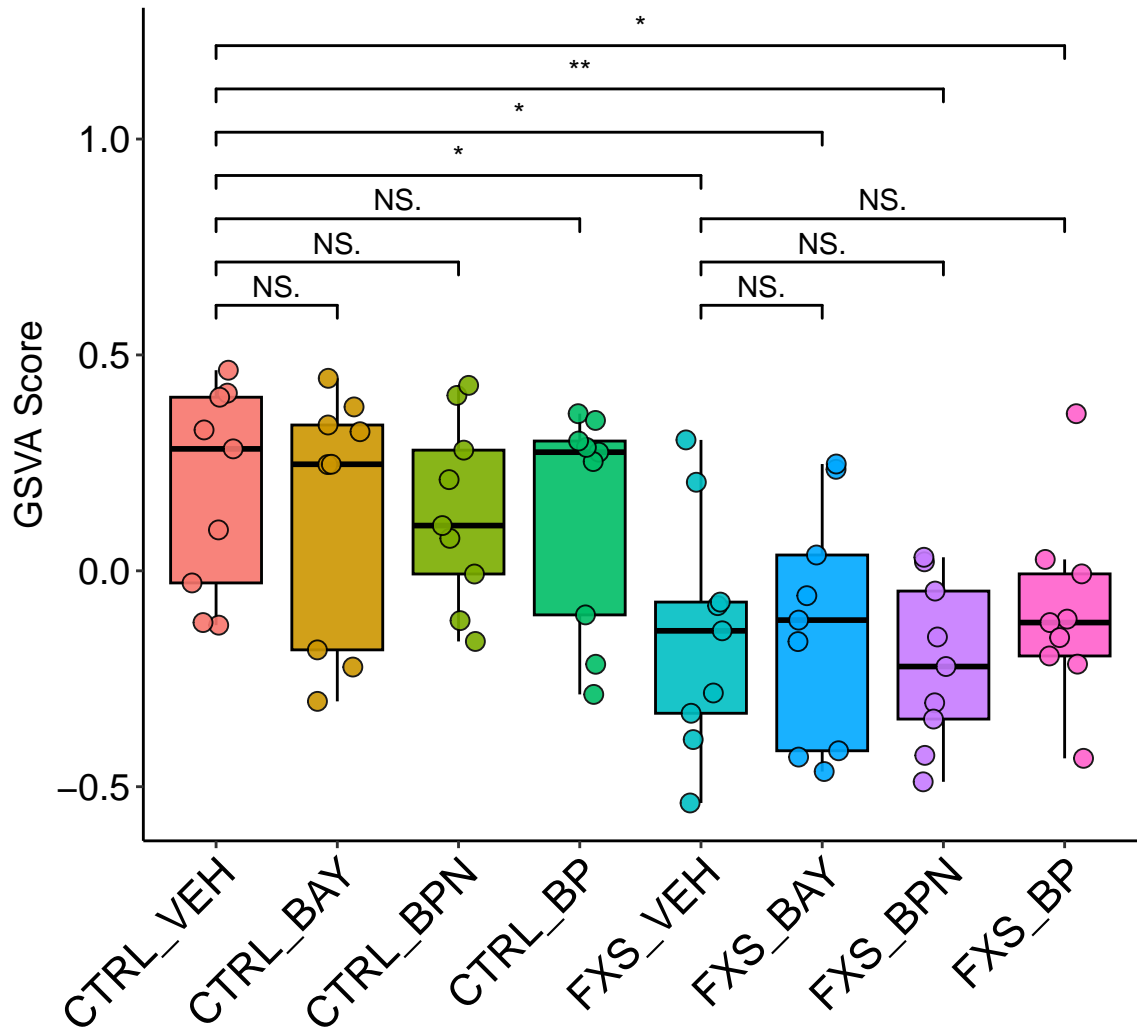 *
**
*
*
NS.
NS.
NS.
NS.
NS.
NS.
GSVA Score
1.0
0.5
0.0
−0.5
CTRL_VEH
CTRL_BAY
CTRL_BPN
CTRL_BP
FXS_VEH
FXS_BAY
FXS_BPN
FXS_BP